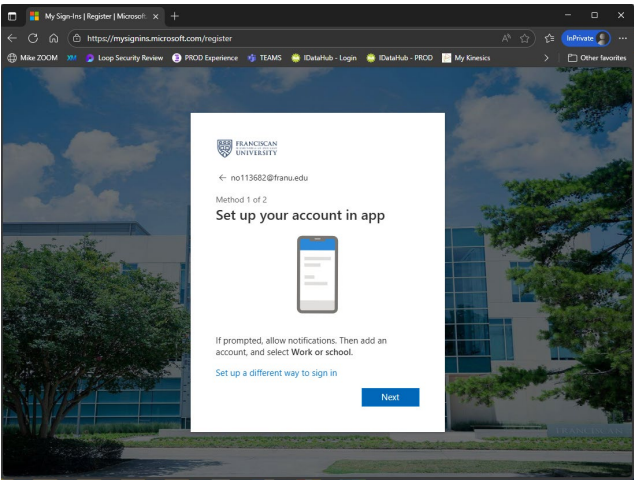 My Sign-Ins | Register | Microsoft.
https://mysignins.microsoft.com/register
InPrivate
Mike ZOOM
Loop Security Review
PROD Experience
TEAMS
IDataHub - Login
IDataHub - PROD
My Kinesics
Other favorites
FRANCISCAN
UNIVERSITY
no113682@franu.edu
Method 1 of 2
Set up your account in app
If prompted, allow notifications. Then add an
account, and select Work or school.
Set up a different way to sign in
Next
FRANCISCAN